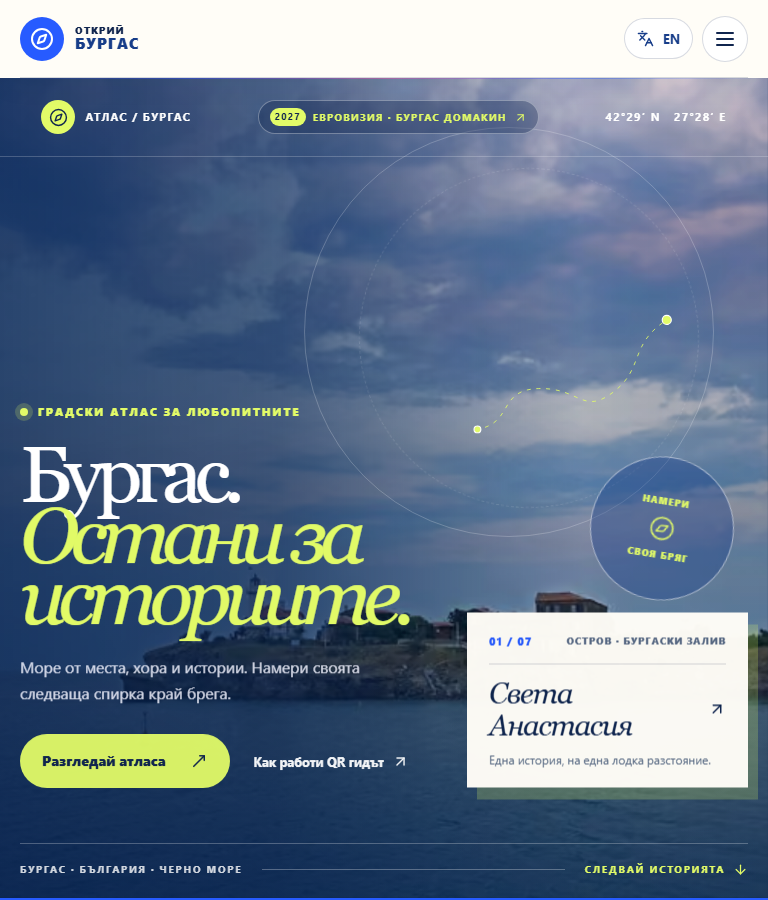 ОТКРИЙ
БУРГАС
EN
АТЛАС / БУРГАС
2027 ЕВРОВИЗИЯ · БУРГАС ДОМАКИН
42°29′ N 27°28′ E
ГРАДСКИ АТЛАС ЗА ЛЮБОПИТНИТЕ
Бургас.
Остани за
историите.
НАМЕРИ
СВОЯ БРЯГ
01 / 07 ОСТРОВ · БУРГАСКИ ЗАЛИВ
Света
Анастасия
Една история, на една лодка разстояние.
Море от места, хора и истории. Намери своята
следваща спирка край брега.
Разгледай атласа
Как работи QR гидът
БУРГАС · БЪЛГАРИЯ · ЧЕРНО МОРЕ
СЛЕДВАЙ ИСТОРИЯТА